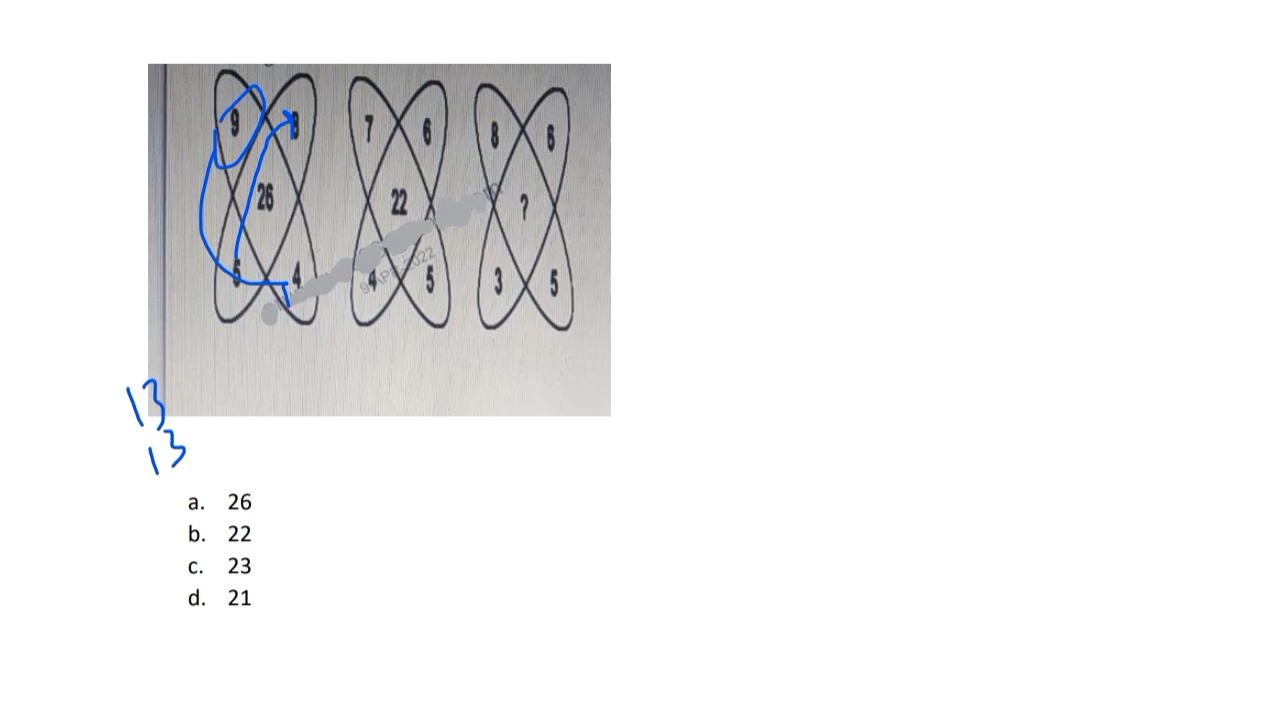 9 8 7 6 8 6
26 22 ?
5 4 4 5 3 5
13
13
a. 26
b. 22
c. 23
d. 21